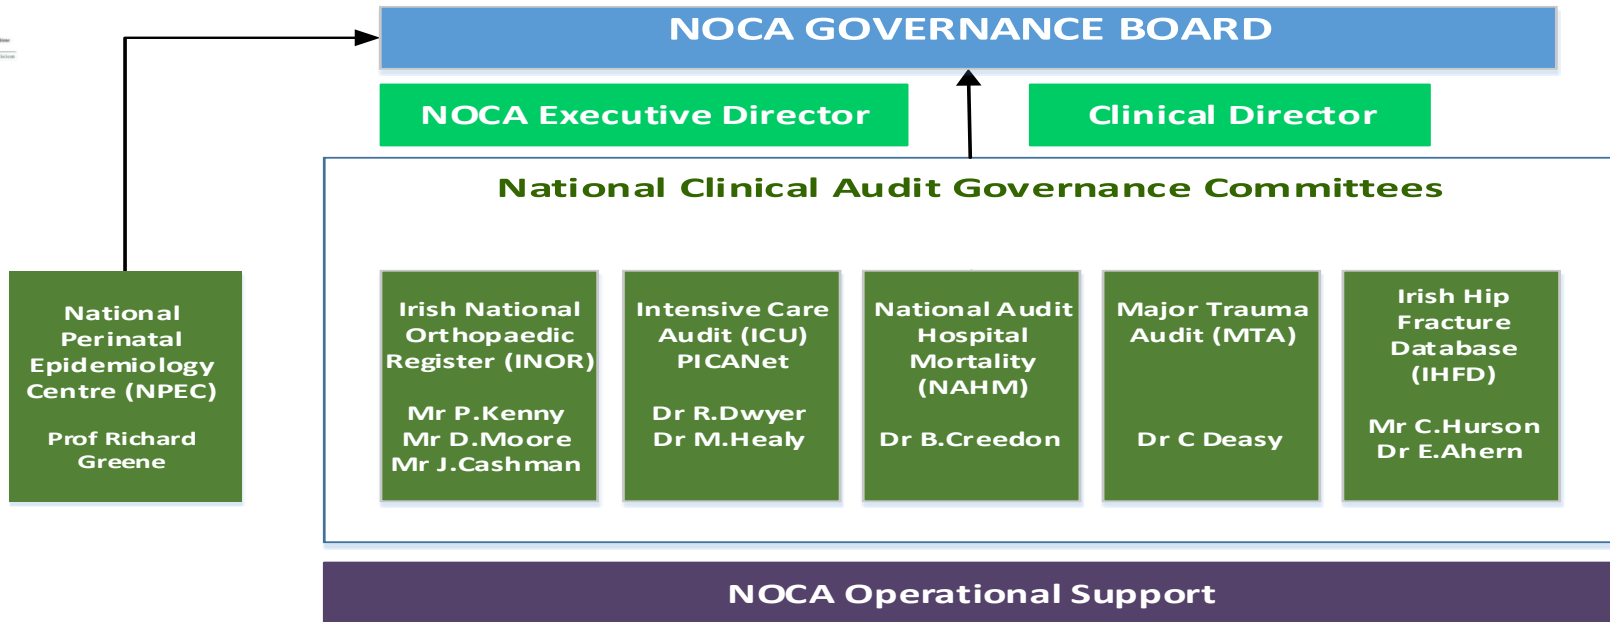 NOCA GOVERNANCE BOARD
NOCA Executive Director
Clinical Director
National Clinical Audit Governance Committees
National
Perinatal
Epidemiology
Centre (NPEC)
Prof Richard
Greene
Irish National
Orthopaedic
Register (INOR)
Mr P.Kenny
Mr D.Moore
Mr J.Cashman
Intensive Care
Audit (ICU)
PICANet
Dr R.Dwyer
Dr M.Healy
National Audit
Hospital
Mortality
(NAHM)
Dr B.Creedon
Major Trauma
Audit (MTA)
Dr C Deasy
Irish Hip
Fracture
Database
(IHFD)
Mr C.Hurson
Dr E.Ahern
NOCA Operational Support